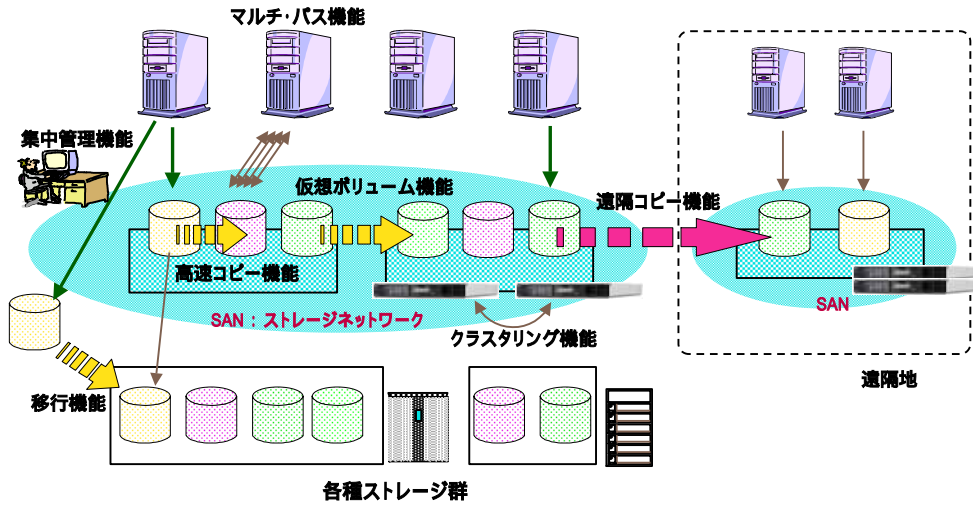 マルチ・パス機能
集中管理機能
仮想ボリューム機能
遠隔コピー機能
高速コピー機能
SAN : ストレージネットワーク
SAN
クラスタリング機能
遠隔地
移行機能
各種ストレージ群